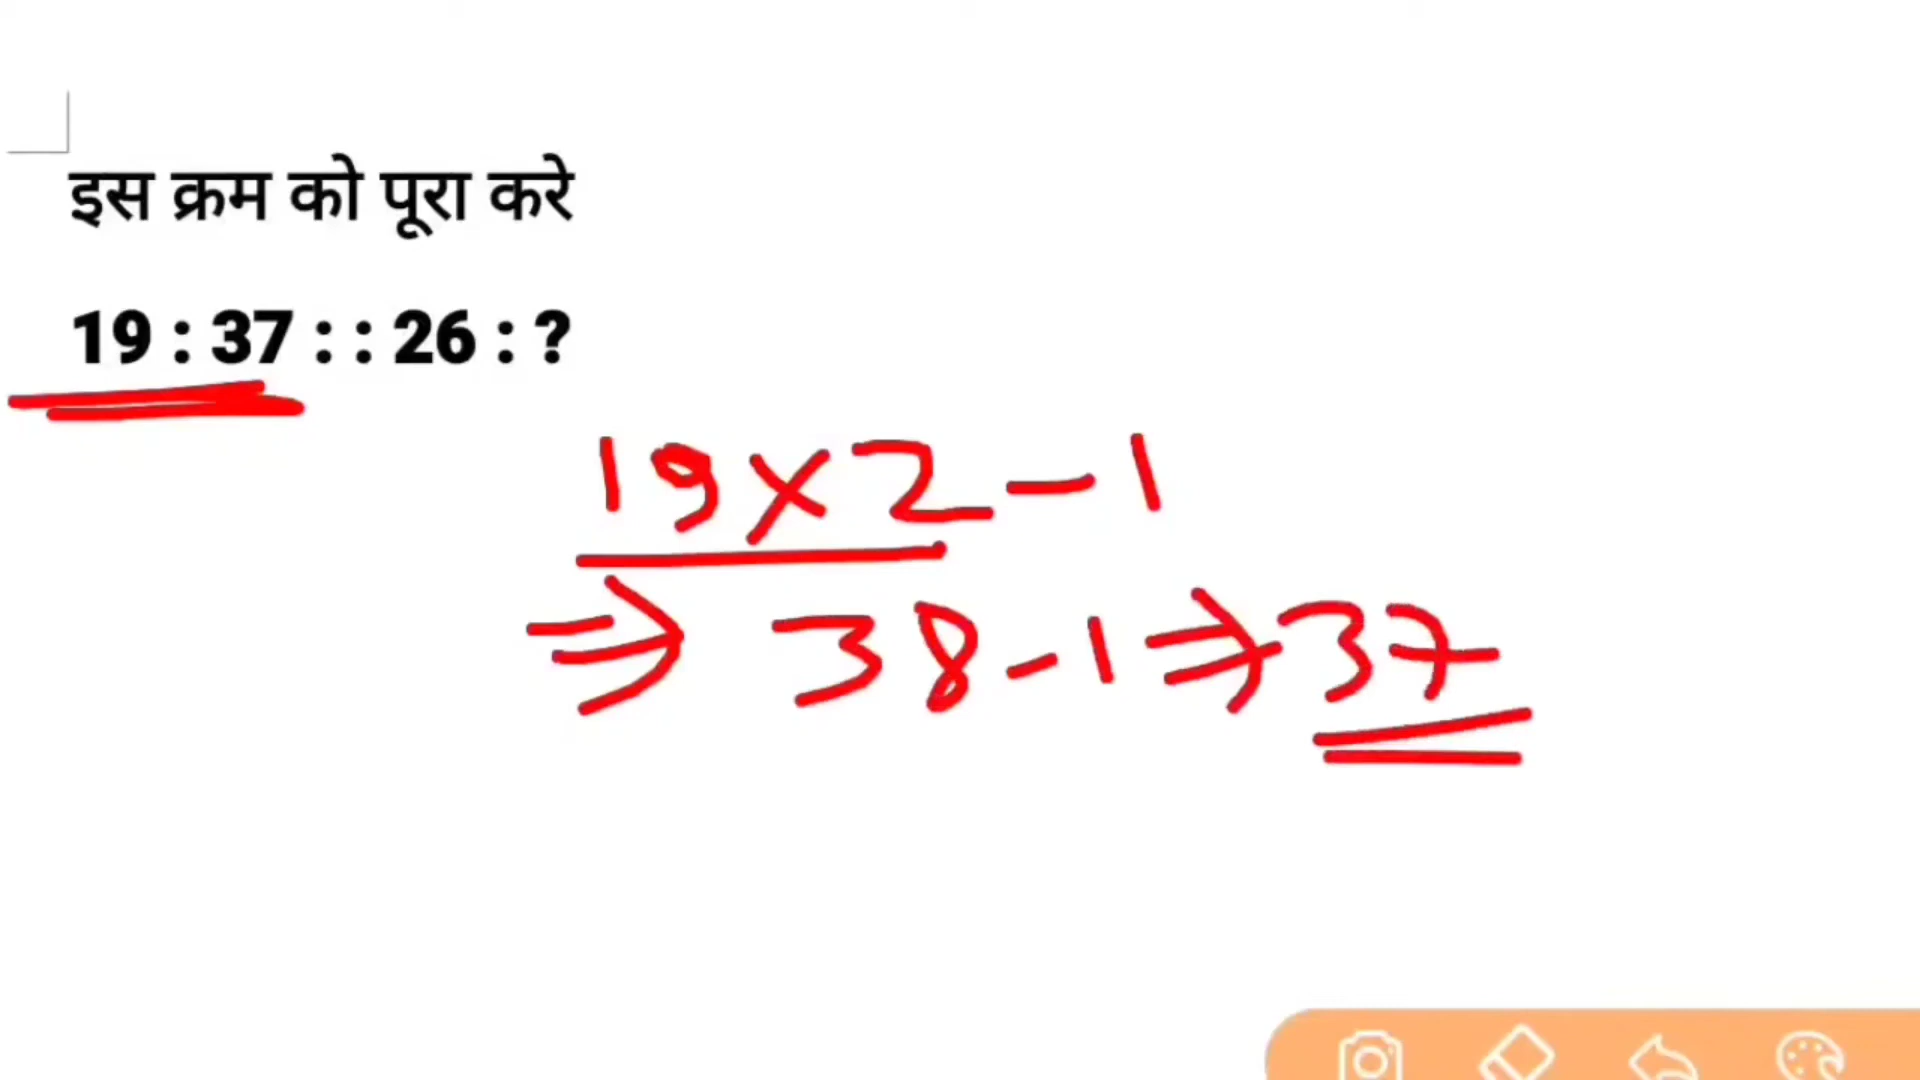 इस क्रम को पूरा करे
19 : 37 : : 26 : ?
19 × 2 - 1
⇒ 38 - 1 ⇒ 37